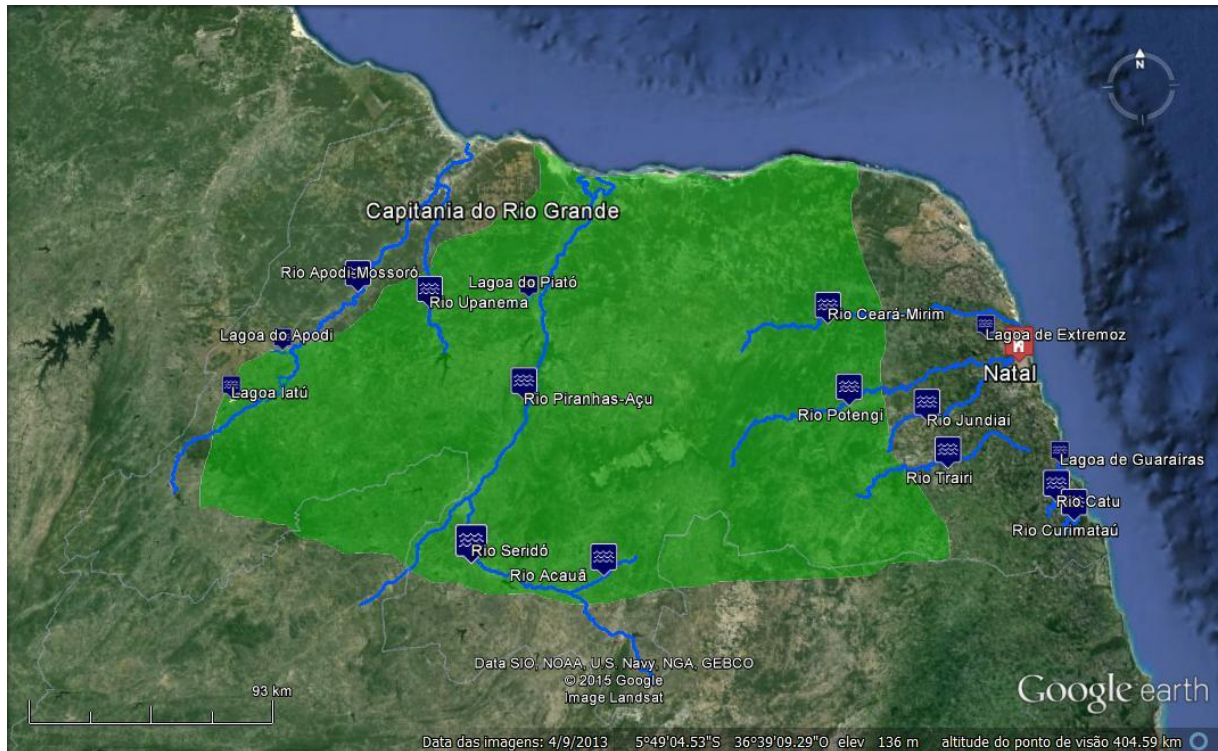 N
Capitania do Rio Grande
Rio Apodi-Mossoró
Lagoa do Piató
Rio Upanema
Rio Ceará-Mirim
Lagoa do Apodi
Lagoa de Extremoz
Natal
Lagoa Iatú
Rio Piranhas-Açu
Rio Potengi
Rio Jundiaí
Lagoa de Guaraíras
Rio Trairi
Rio Catu
Rio Curimataú
Rio Seridó
Rio Acauã
Data SIO, NOAA, U.S. Navy, NGA, GEBCO
© 2015 Google
Image Landsat
93 km
Google earth
Data das imagens: 4/9/2013 5°49'04.53"S 36°39'09.29"O elev 136 m altitude do ponto de visão 404.59 km